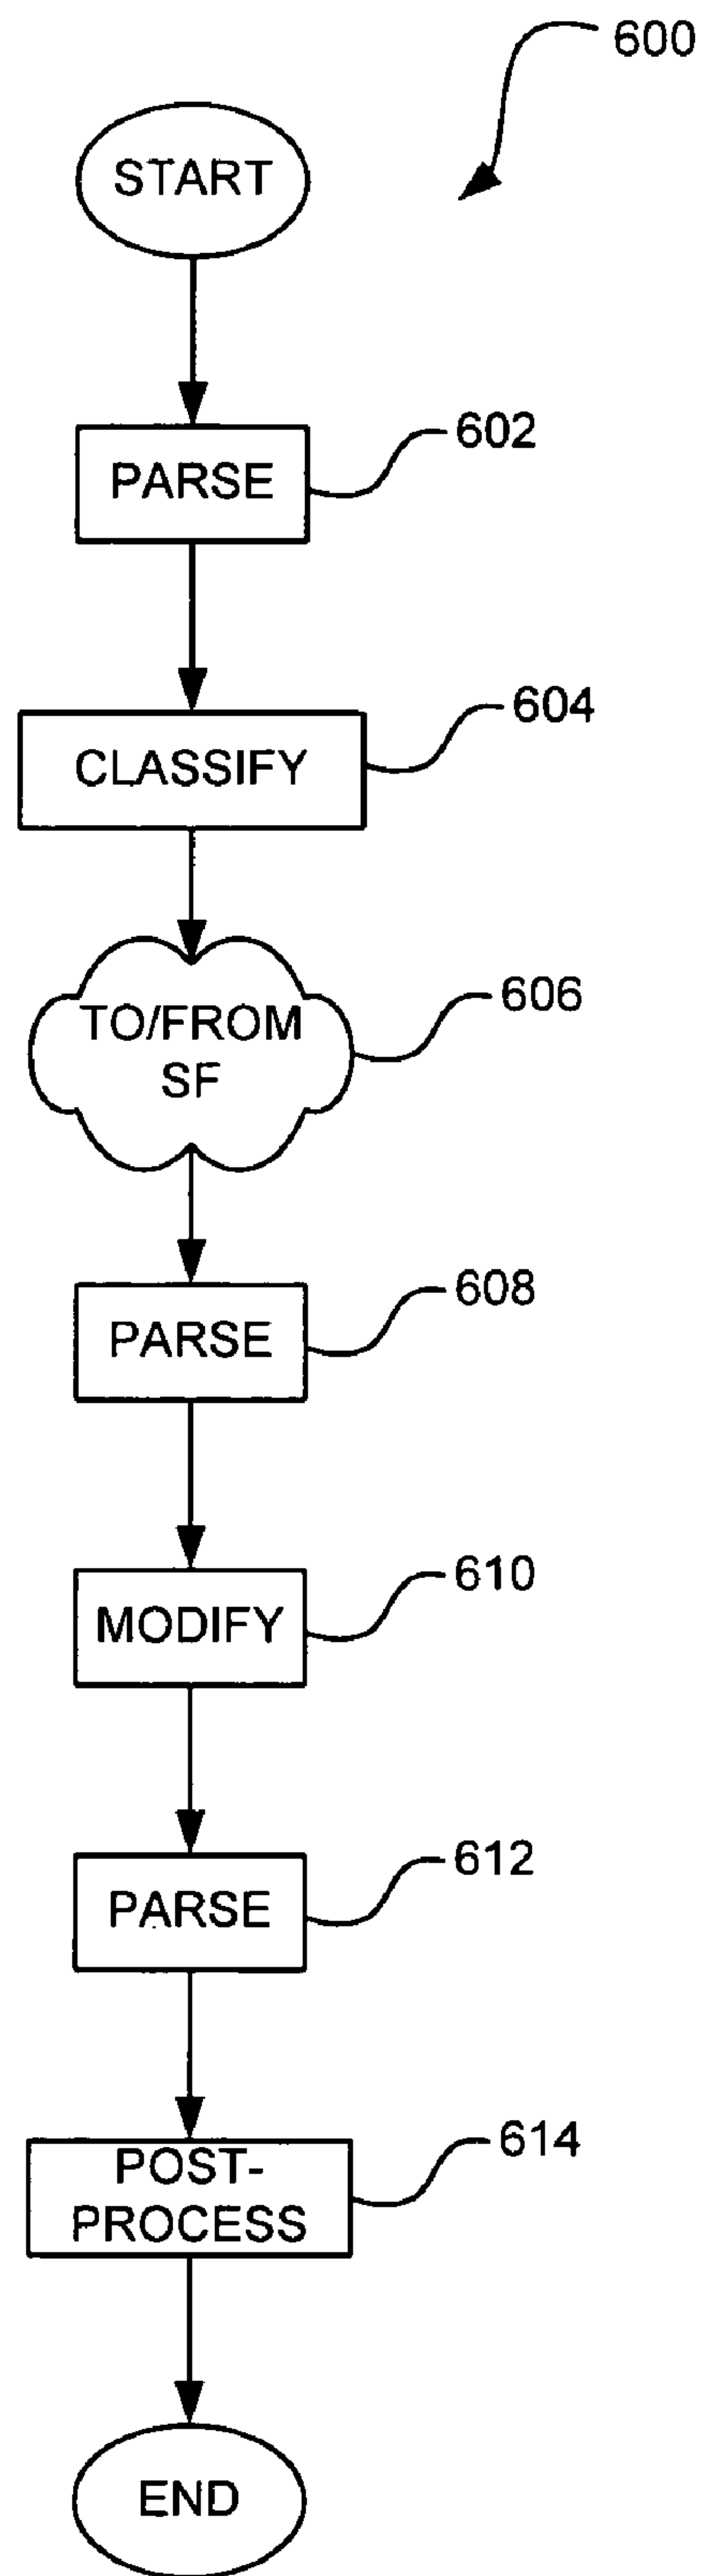 600
START
PARSE
602
CLASSIFY
604
TO/FROM
SF
606
PARSE
608
MODIFY
610
PARSE
612
POST-
PROCESS
614
END